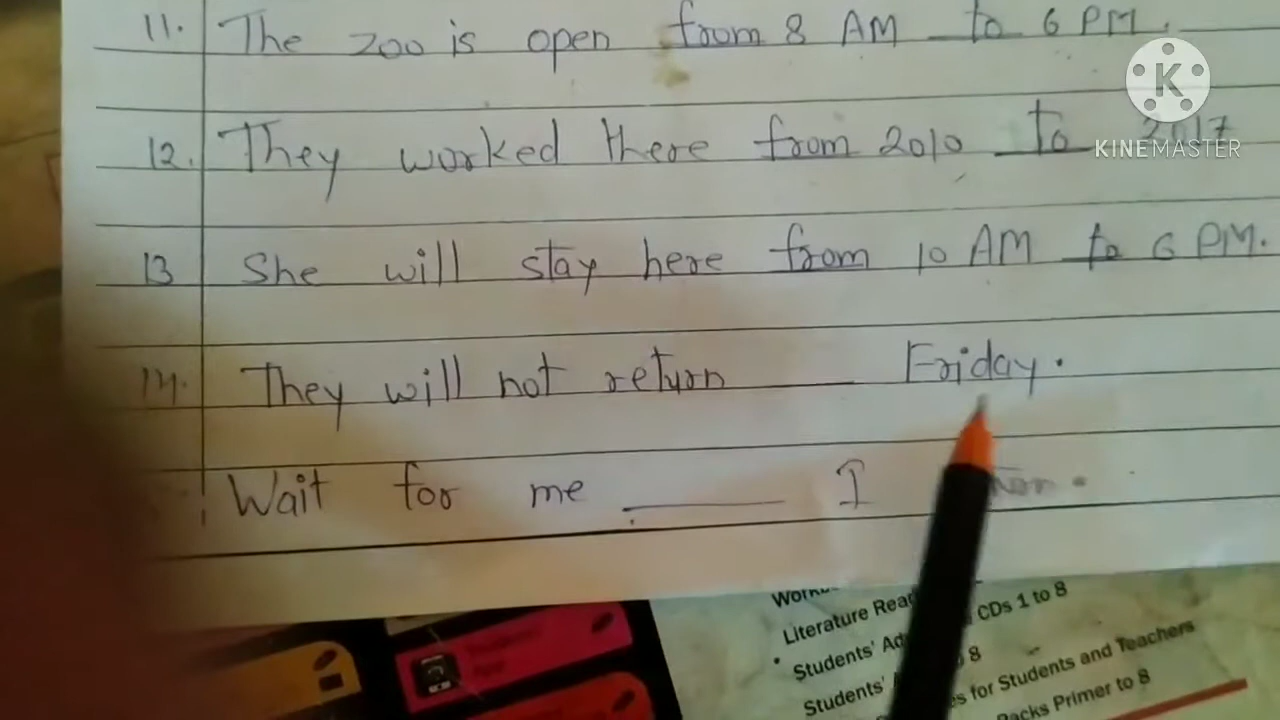 11. The zoo is open from 8 AM to 6 PM.
K
KINEMASTER
12. They worked there from 2010 to 2017
13 She will stay here from 10 AM to 6 PM.
14. They will not return ___ Friday.
Wait for me ___ I
Literature CDs 1 to 8
Students' 8
Students' for Students and Teachers
Packs Primer to 8